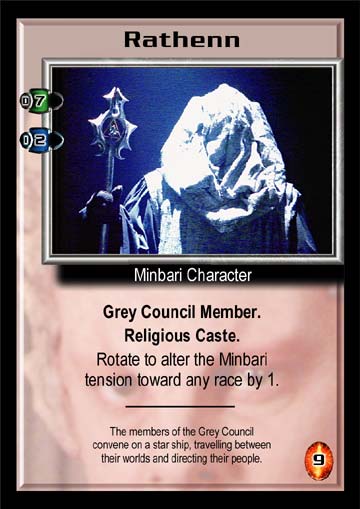 Rathenn
07
02
Minbari Character
Grey Council Member.
Religious Caste.
Rotate to alter the Minbari
tension toward any race by 1.
The members of the Grey Council
convene on a star ship, travelling between
their worlds and directing their people.
9